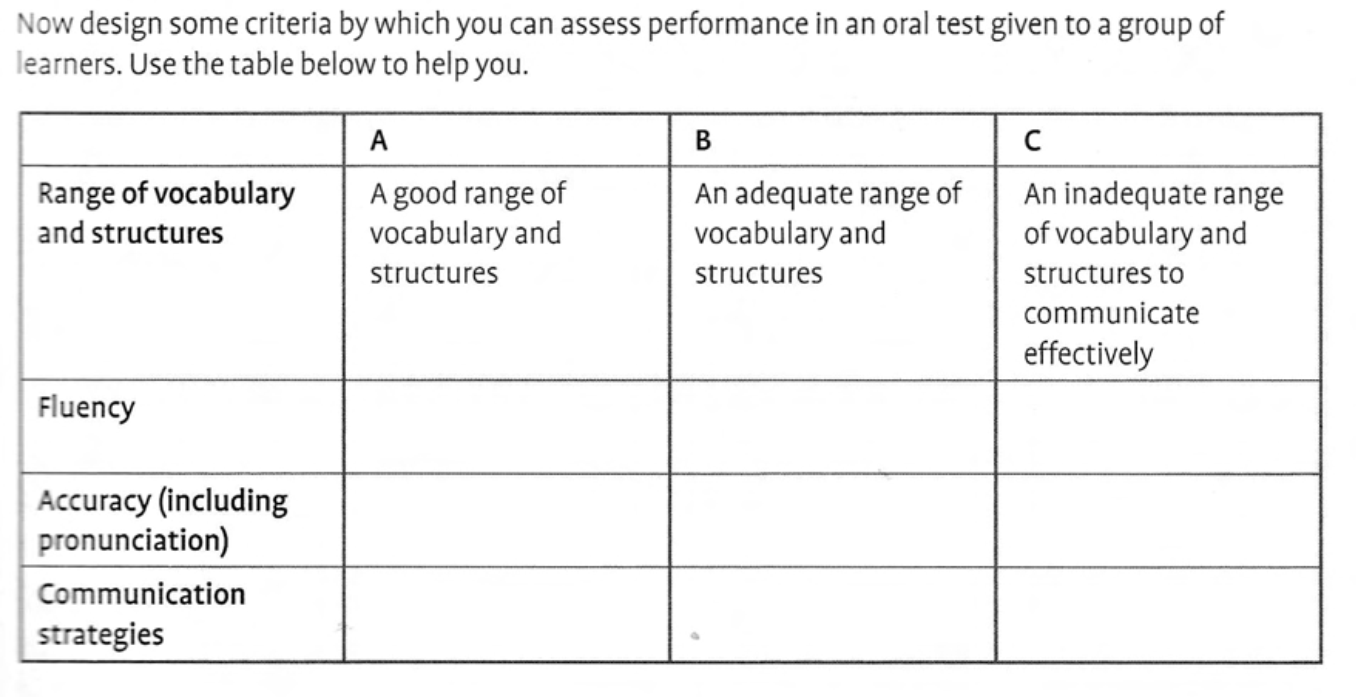 Now design some criteria by which you can assess performance in an oral test given to a group of
learners. Use the table below to help you.
A B C
Range of vocabulary
and structures
A good range of
vocabulary and
structures
An adequate range of
vocabulary and
structures
An inadequate range
of vocabulary and
structures to
communicate
effectively
Fluency
Accuracy (including
pronunciation)
Communication
strategies